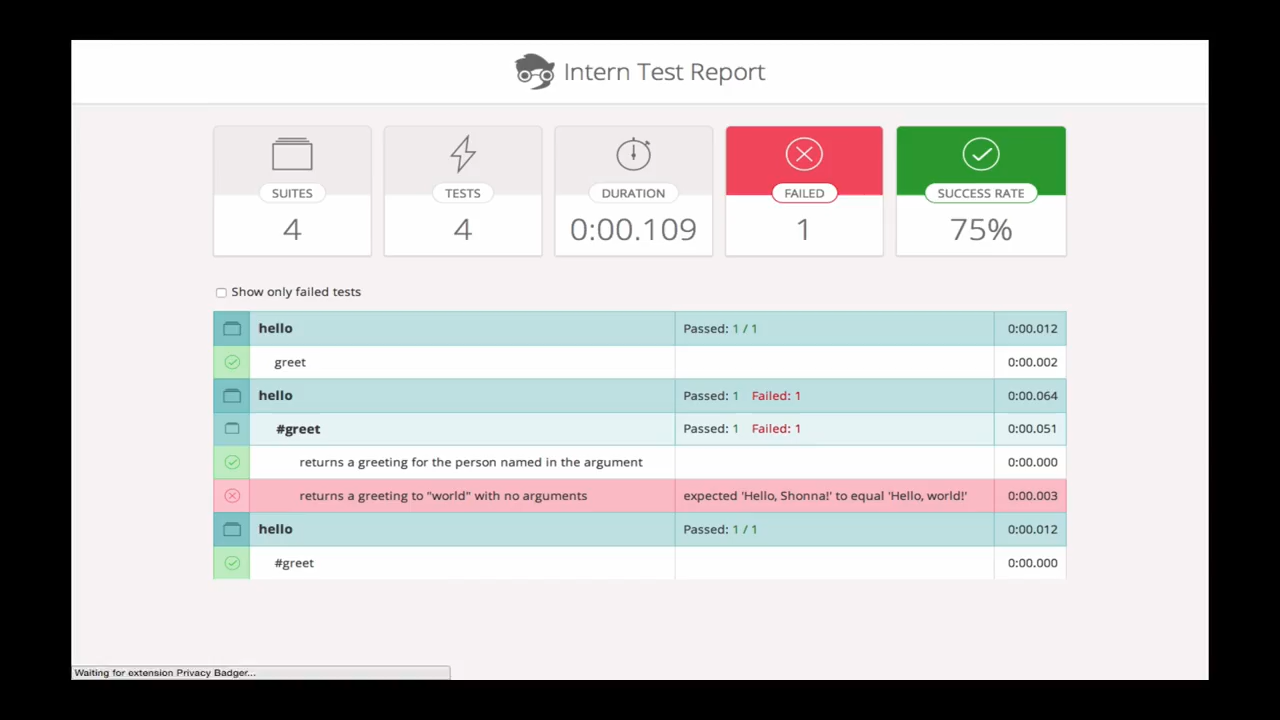 Intern Test Report
SUITES TESTS DURATION FAILED SUCCESS RATE
4 4 0:00.109 1 75%
Show only failed tests
hello Passed: 1 / 1 0:00.012
greet 0:00.002
hello Passed: 1 Failed: 1 0:00.064
#greet Passed: 1 Failed: 1 0:00.051
returns a greeting for the person named in the argument 0:00.000
returns a greeting to "world" with no arguments expected 'Hello, Shonna!' to equal 'Hello, world!' 0:00.003
hello Passed: 1 / 1 0:00.012
#greet 0:00.000
Waiting for extension Privacy Badger...